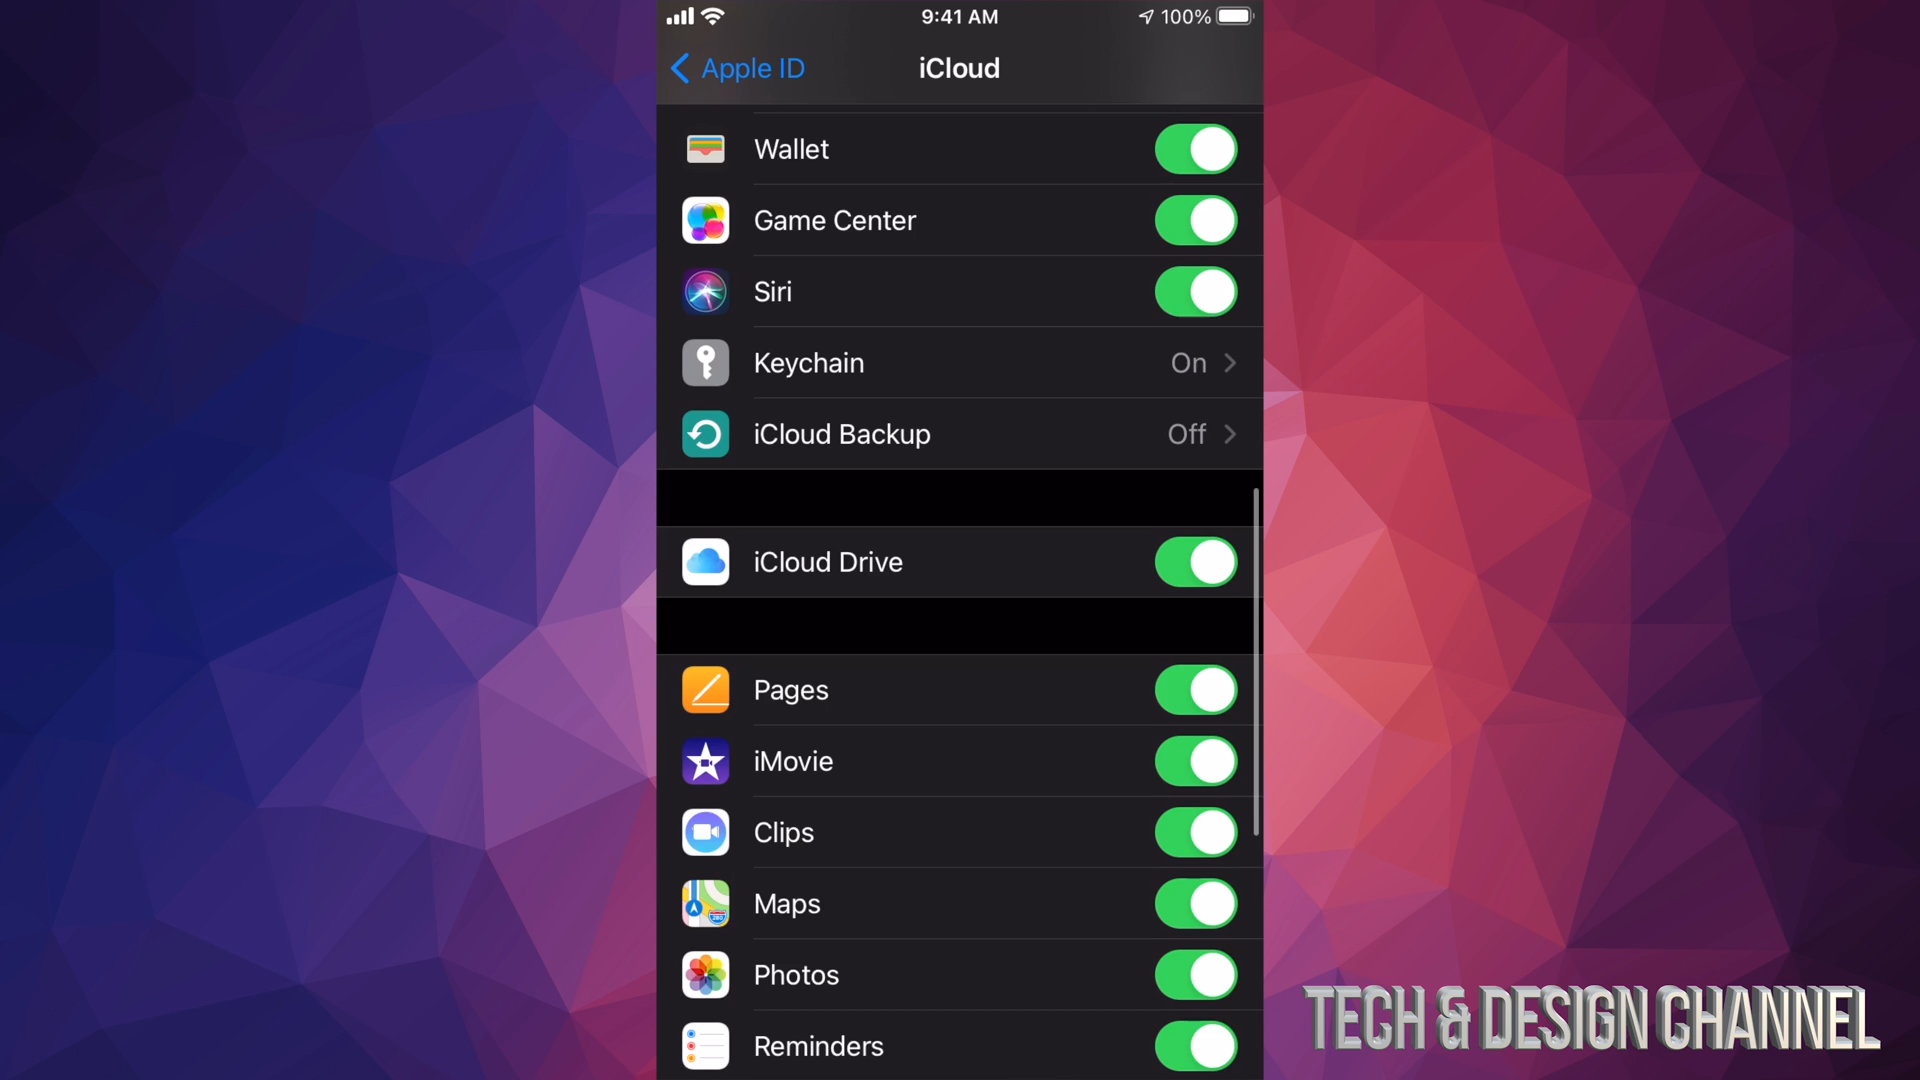 9:41 AM
100%
Apple ID
iCloud
Wallet
Game Center
Siri
Keychain On
iCloud Backup Off
iCloud Drive
Pages
iMovie
Clips
Maps
Photos
Reminders
TECH & DESIGN CHANNEL